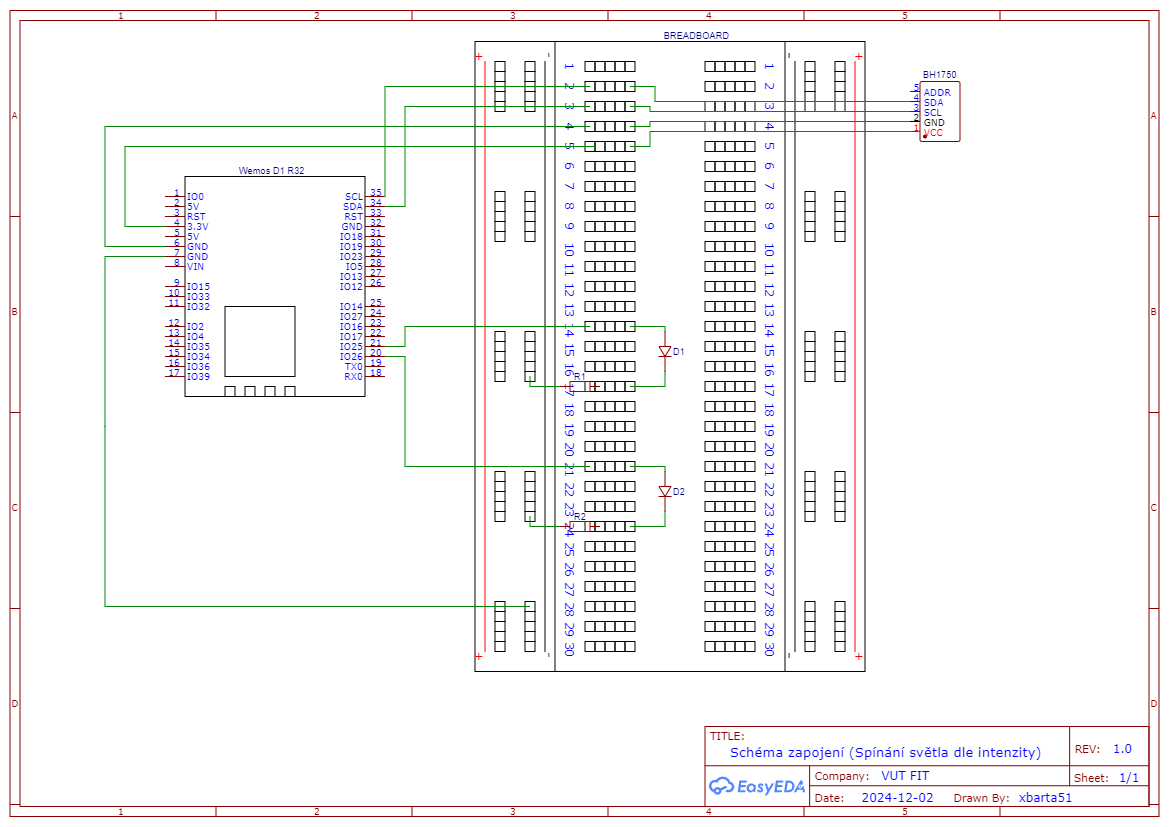 1 2 3 4 5
BREADBOARD
+ - - +
1 1
2 2
3 3
4 4
5 5
6 6
7 7
8 8
9 9
10 10
11 11
12 12
13 13
14 14
15 15
16 16
17 17
18 18
19 19
20 20
21 21
22 22
23 23
24 24
25 25
26 26
27 27
28 28
29 29
30 30
+ - - +
BH1750
5 ADDR
4 SDA
3 SCL
2 GND
1 VCC
Wemos D1 R32
1 IO0
2 5V
3 RST
4 3.3V
5 5V
6 GND
7 GND
8 VIN
9 IO15
10 IO33
11 IO32
12 IO2
13 IO4
14 IO35
15 IO34
16 IO36
17 IO39
SCL 35
SDA 34
RST 33
GND 32
IO18 31
IO19 30
IO23 29
IO5 28
IO13 27
IO12 26
IO14 25
IO27 24
IO16 23
IO17 22
IO25 21
IO26 20
TX0 19
RX0 18
D1
R1
D2
R2
A A
B B
C C
D D
TITLE:
Schéma zapojení (Spínání světla dle intenzity)
REV: 1.0
EasyEDA
Company: VUT FIT
Sheet: 1/1
Date: 2024-12-02 Drawn By: xbarta51
1 2 3 4 5